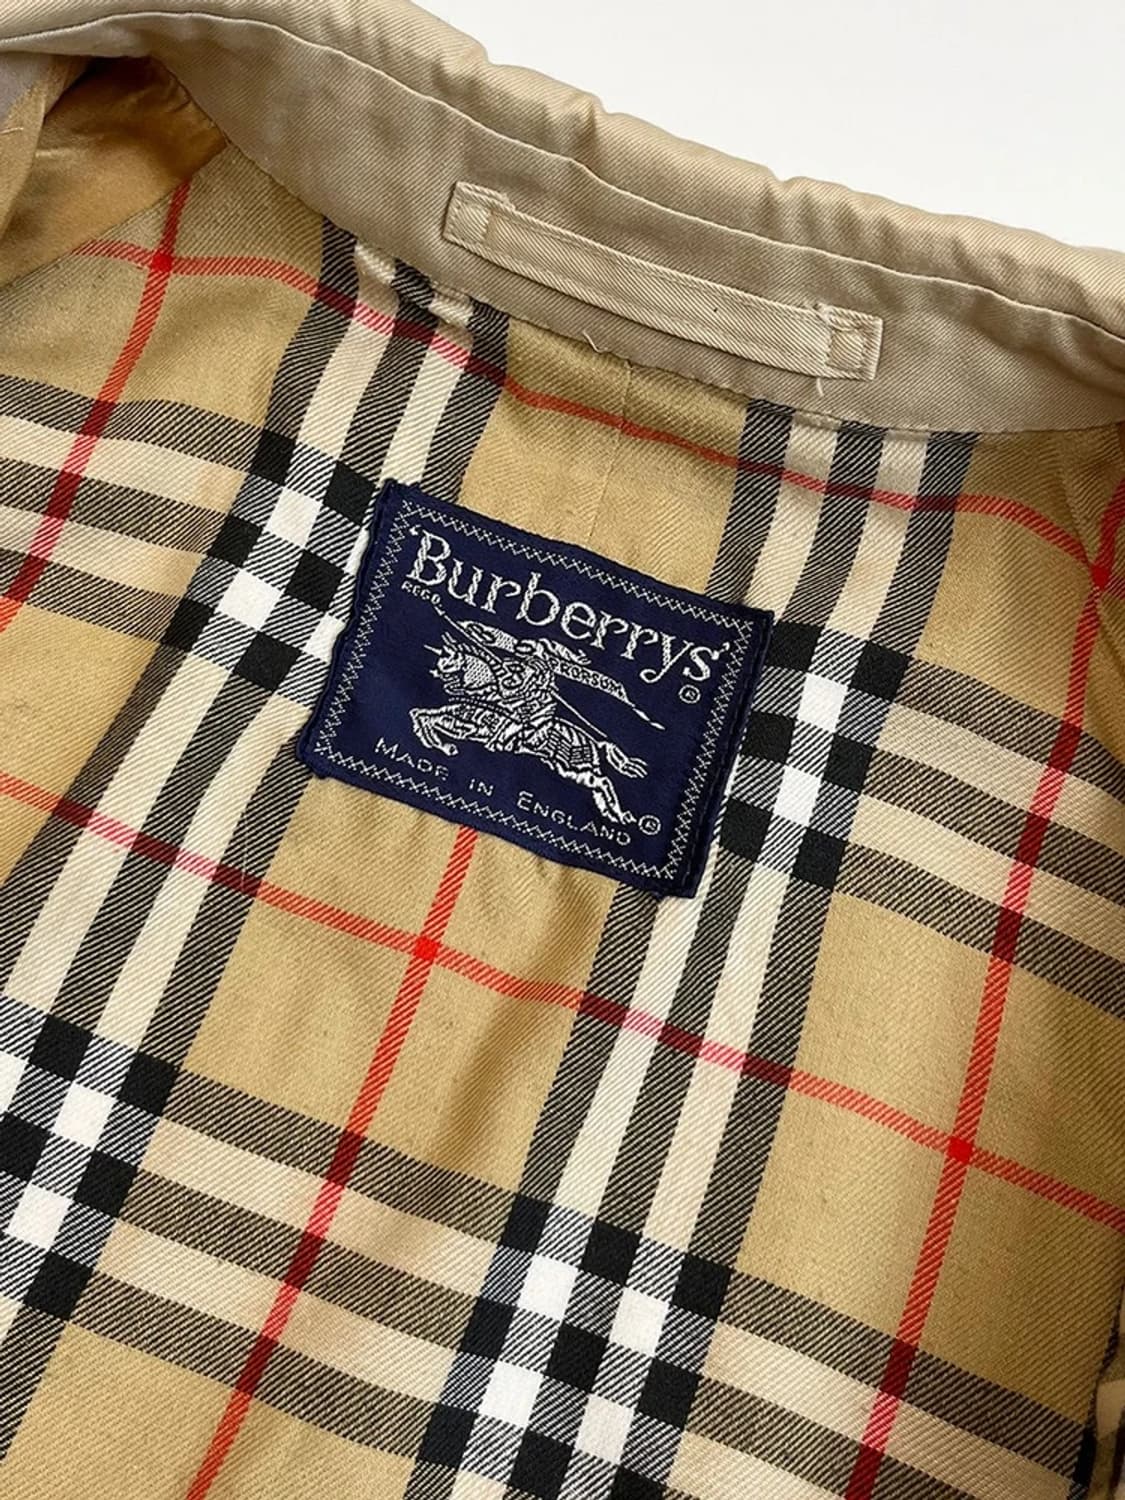 'Burberrys'
REGD. ®
PRORSUM
MADE IN ENGLAND ®